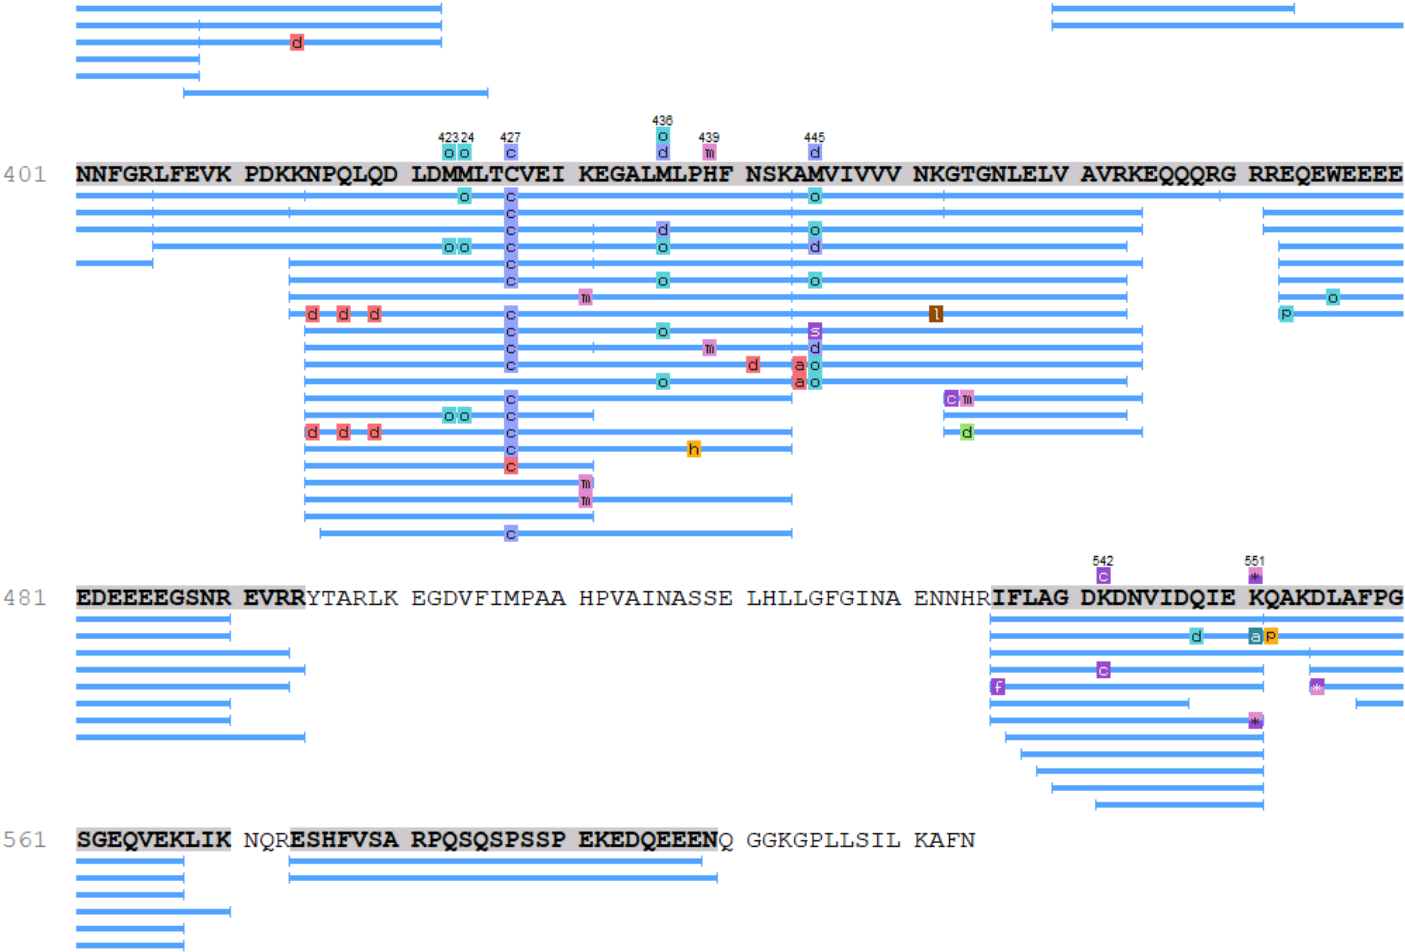 d
436
423 24 427 o 439 445
o o c d m d
401 NNFGRLFEVK PDKKNPQLQD LDMMLTCVEI KEGALMLPHF NSKAMVIVVV NKGTGNLELV AVRKEQQQRG RREQEWEEEE
o c o
c
c d o
o o c o d
c
c o o
m o
d d d c l p
c o s
c m d
c d a o
o a o
c c m
o o c
d d d c d
c h
c
m
m
c
542 551
c *
481 EDEEEEGSNR EVRRYTARLK EGDVFIMPAA HPVAINASSE LHLLGFGINA ENNHRIFLAG DKDNVIDQIE KQAKDLAFPG
d a p
c
f *
*
561 SGEQVEKLIK NQRESHFVSA RPQSQSPSSP EKEDQEEENQ GGKGPLLSIL KAFN